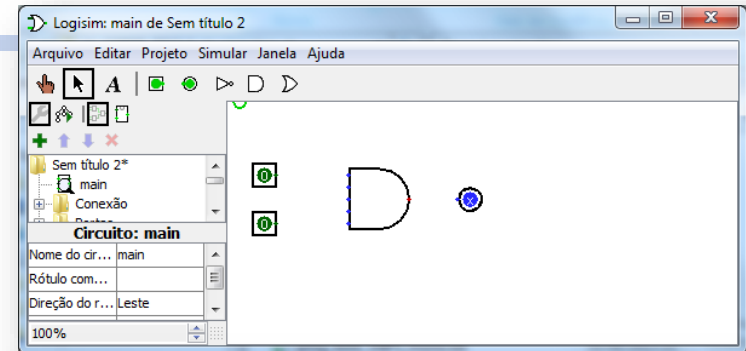 Logisim: main de Sem título 2
Arquivo Editar Projeto Simular Janela Ajuda
A
Sem título 2*
main
Conexão
Circuito: main
Nome do cir... main
Rótulo com...
Direção do r... Leste
100%
0
0
x